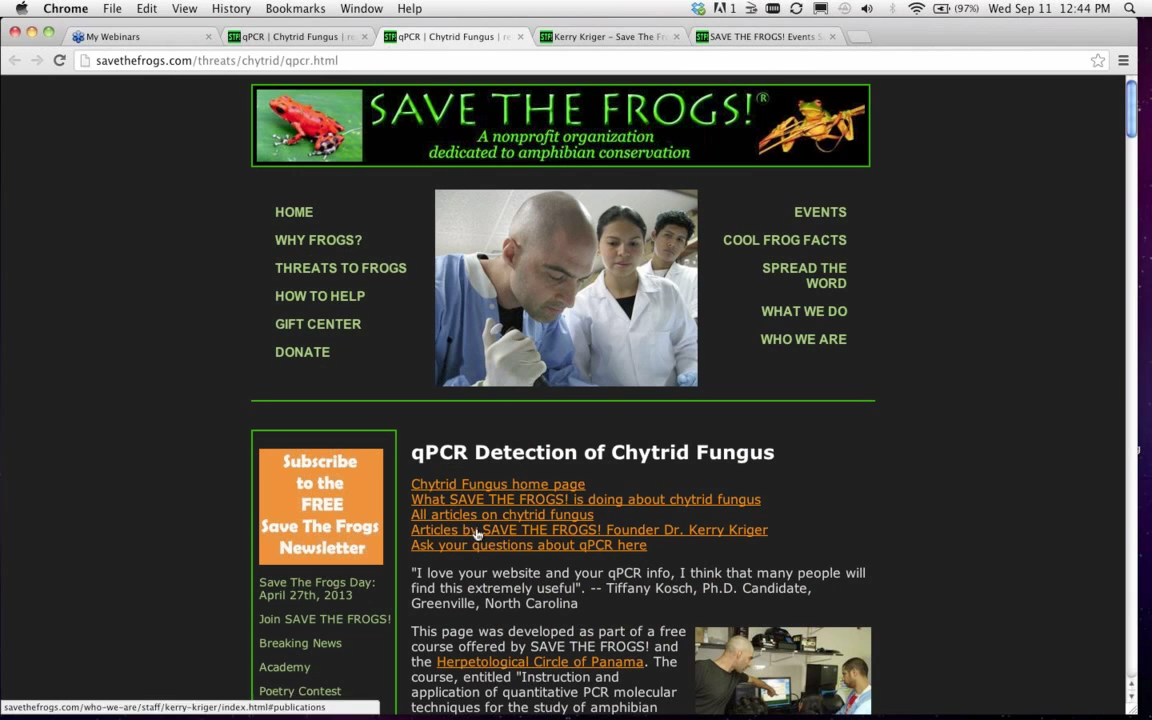 Chrome File Edit View History Bookmarks Window Help 1 (97%) Wed Sep 11 12:44 PM
My Webinars qPCR | Chytrid Fungus | re qPCR | Chytrid Fungus | re Kerry Kriger – Save The Fr SAVE THE FROGS! Events S
savethefrogs.com/threats/chytrid/qpcr.html
SAVE THE FROGS!®
A nonprofit organization
dedicated to amphibian conservation
HOME
WHY FROGS?
THREATS TO FROGS
HOW TO HELP
GIFT CENTER
DONATE
EVENTS
COOL FROG FACTS
SPREAD THE
WORD
WHAT WE DO
WHO WE ARE
Subscribe
to the
FREE
Save The Frogs
Newsletter
Save The Frogs Day:
April 27th, 2013
Join SAVE THE FROGS!
Breaking News
Academy
Poetry Contest
qPCR Detection of Chytrid Fungus
Chytrid Fungus home page
What SAVE THE FROGS! is doing about chytrid fungus
All articles on chytrid fungus
Articles by SAVE THE FROGS! Founder Dr. Kerry Kriger
Ask your questions about qPCR here
"I love your website and your qPCR info, I think that many people will
find this extremely useful". -- Tiffany Kosch, Ph.D. Candidate,
Greenville, North Carolina
This page was developed as part of a free
course offered by SAVE THE FROGS! and
the Herpetological Circle of Panama. The
course, entitled "Instruction and
application of quantitative PCR molecular
techniques for the study of amphibian
savethefrogs.com/who-we-are/staff/kerry-kriger/index.html#publications